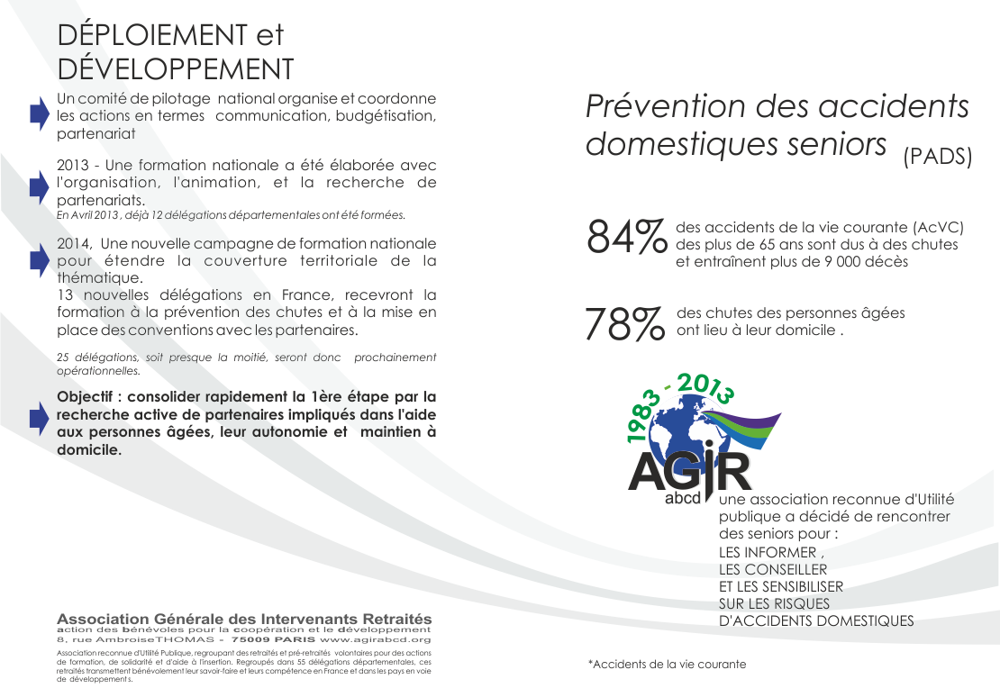 DÉPLOIEMENT et
DÉVELOPPEMENT
Un comité de pilotage national organise et coordonne
les actions en termes communication, budgétisation,
partenariat
2013 - Une formation nationale a été élaborée avec
l'organisation, l'animation, et la recherche de
partenariats.
En Avril 2013 , déjà 12 délégations départementales ont été formées.
2014, Une nouvelle campagne de formation nationale
pour étendre la couverture territoriale de la
thématique.
13 nouvelles délégations en France, recevront la
formation à la prévention des chutes et à la mise en
place des conventions avec les partenaires.
25 délégations, soit presque la moitié, seront donc prochainement
opérationnelles.
Objectif : consolider rapidement la 1ère étape par la
recherche active de partenaires impliqués dans l'aide
aux personnes âgées, leur autonomie et maintien à
domicile.
Association Générale des Intervenants Retraités
action des bénévoles pour la coopération et le développement
8, rue AmbroiseTHOMAS - 75009 PARIS www.agirabcd.org
Association reconnue d'Utilité Publique, regroupant des retraités et pré-retraités volontaires pour des actions
de formation, de solidarité et d'aide à l'insertion. Regroupés dans 55 délégations départementales, ces
retraités transmettent bénévolement leur savoir-faire et leurs compétence en France et dans les pays en voie
de développements.
Prévention des accidents
domestiques seniors (PADS)
84% des accidents de la vie courante (AcVC)
des plus de 65 ans sont dus à des chutes
et entraînent plus de 9 000 décès
78% des chutes des personnes âgées
ont lieu à leur domicile .
1983 - 2013
AGIR
abcd
une association reconnue d'Utilité
publique a décidé de rencontrer
des seniors pour :
LES INFORMER ,
LES CONSEILLER
ET LES SENSIBILISER
SUR LES RISQUES
D'ACCIDENTS DOMESTIQUES
*Accidents de la vie courante